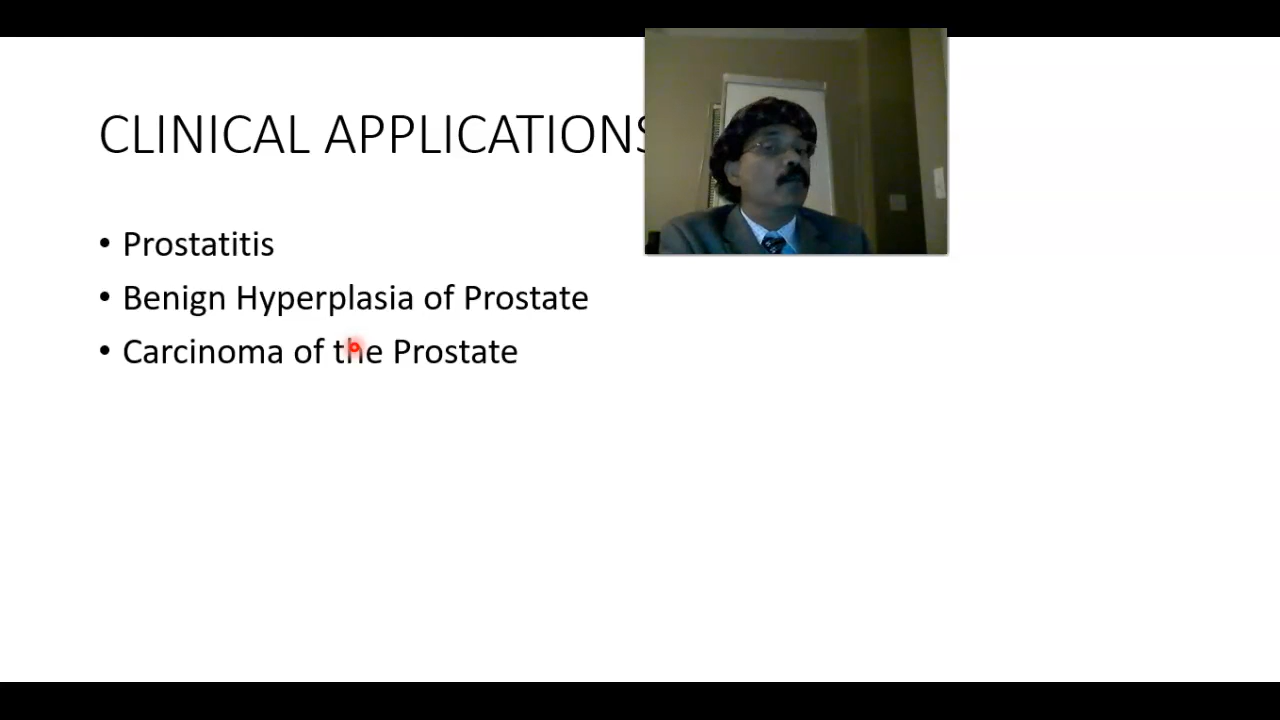 CLINICAL APPLICATIONS
• Prostatitis
• Benign Hyperplasia of Prostate
• Carcinoma of the Prostate